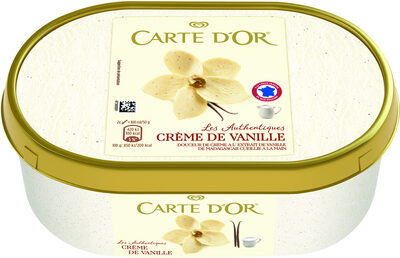 CARTE D'OR
Les Authentiques
CRÈME DE VANILLE
DOUCEUR DE CRÈME À L'EXTRAIT DE VANILLE
DE MADAGASCAR CUEILLIE À LA MAIN
CARTE D'OR
Les Authentiques
CRÈME
DE VANILLE